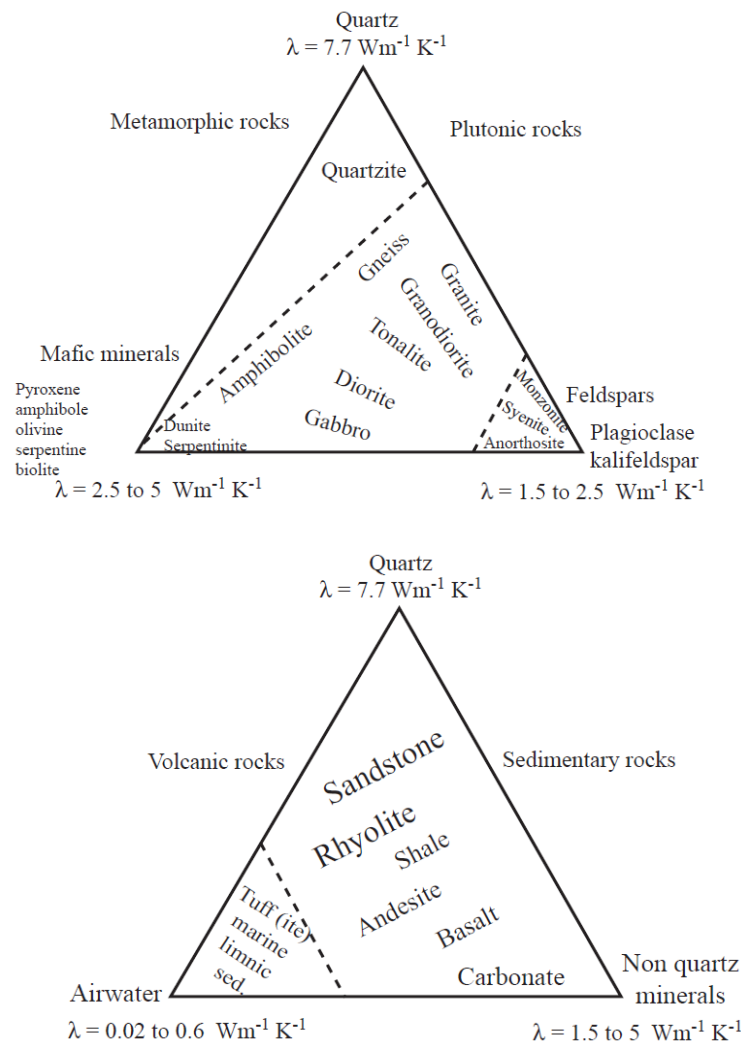 Quartz
λ = 7.7 Wm⁻¹ K⁻¹
Metamorphic rocks
Plutonic rocks
Quartzite
Gneiss
Granite
Granodiorite
Tonalite
Amphibolite
Diorite
Gabbro
Mafic minerals
Pyroxene
amphibole
olivine
serpentine
biolite
Dunite
Serpentinite
Monzonite
Syenite
Anorthosite
Feldspars
Plagioclase
kalifeldspar
λ = 2.5 to 5 Wm⁻¹ K⁻¹
λ = 1.5 to 2.5 Wm⁻¹ K⁻¹
Quartz
λ = 7.7 Wm⁻¹ K⁻¹
Volcanic rocks
Sedimentary rocks
Sandstone
Rhyolite
Shale
Andesite
Basalt
Carbonate
Tuff (ite)
marine
limnic
sed.
Airwater
Non quartz
minerals
λ = 0.02 to 0.6 Wm⁻¹ K⁻¹
λ = 1.5 to 5 Wm⁻¹ K⁻¹